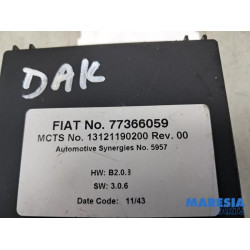 DAK
FIAT No. 77366059
MCTS No. 13121190200 Rev. 00
Automotive Synergies No. 5957
HW: B2.0.3
SW: 3.0.6
Date Code: 11/43
MARESIA